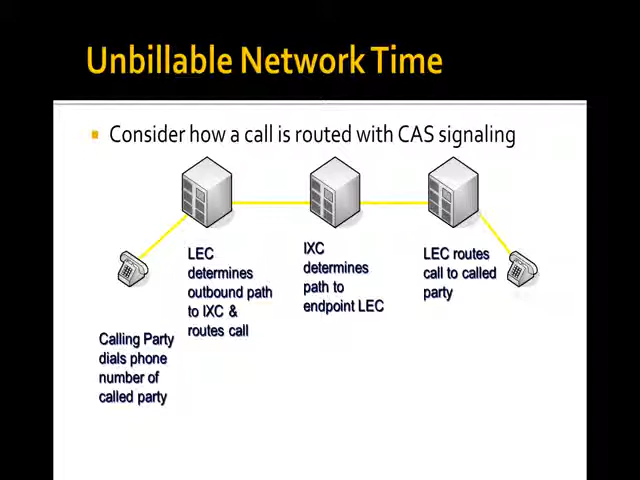 Unbillable Network Time
Consider how a call is routed with CAS signaling
LEC
determines
outbound path
to IXC &
routes call
IXC
determines
path to
endpoint LEC
LEC routes
call to called
party
Calling Party
dials phone
number of
called party